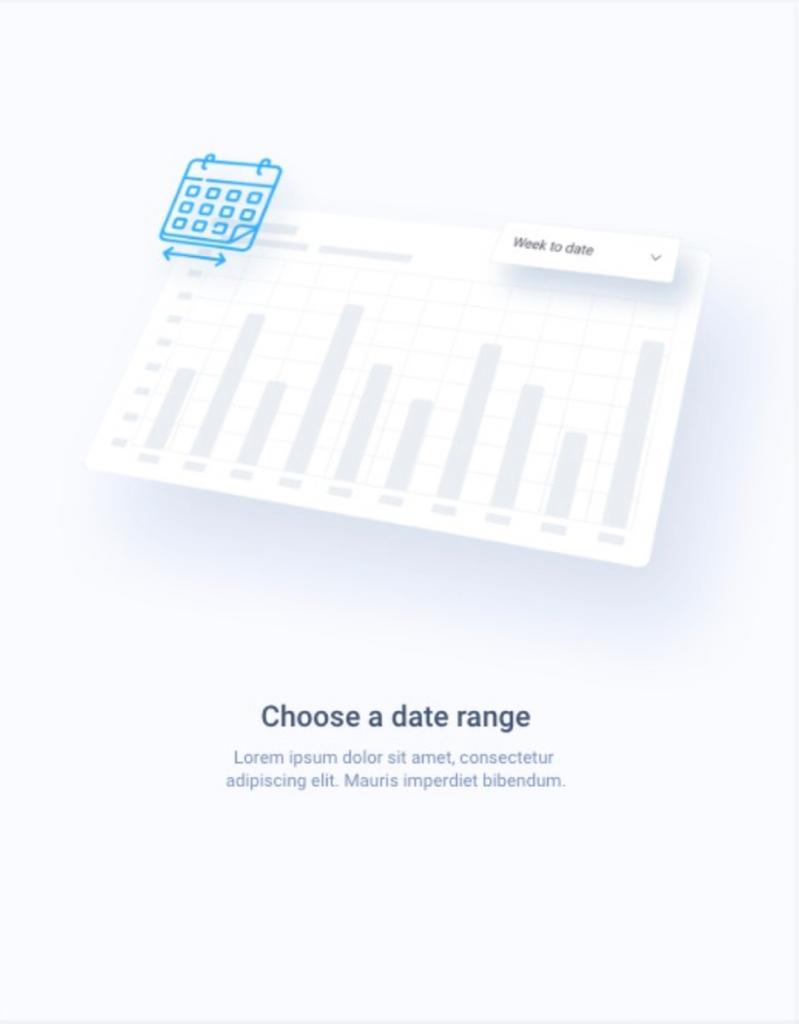 Week to date
Choose a date range
Lorem ipsum dolor sit amet, consectetur
adipiscing elit. Mauris imperdiet bibendum.